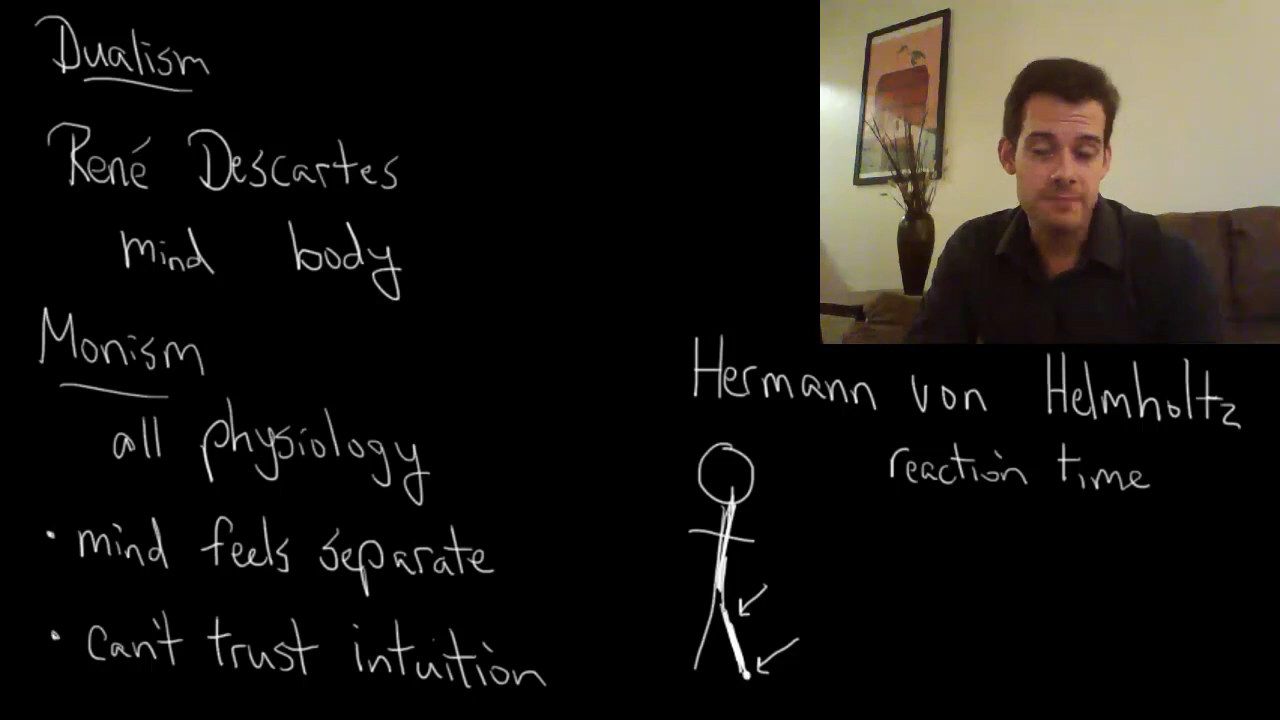 Dualism
René Descartes
mind body
Monism
all physiology
• mind feels separate
• can't trust intuition
Hermann von Helmholtz
reaction time